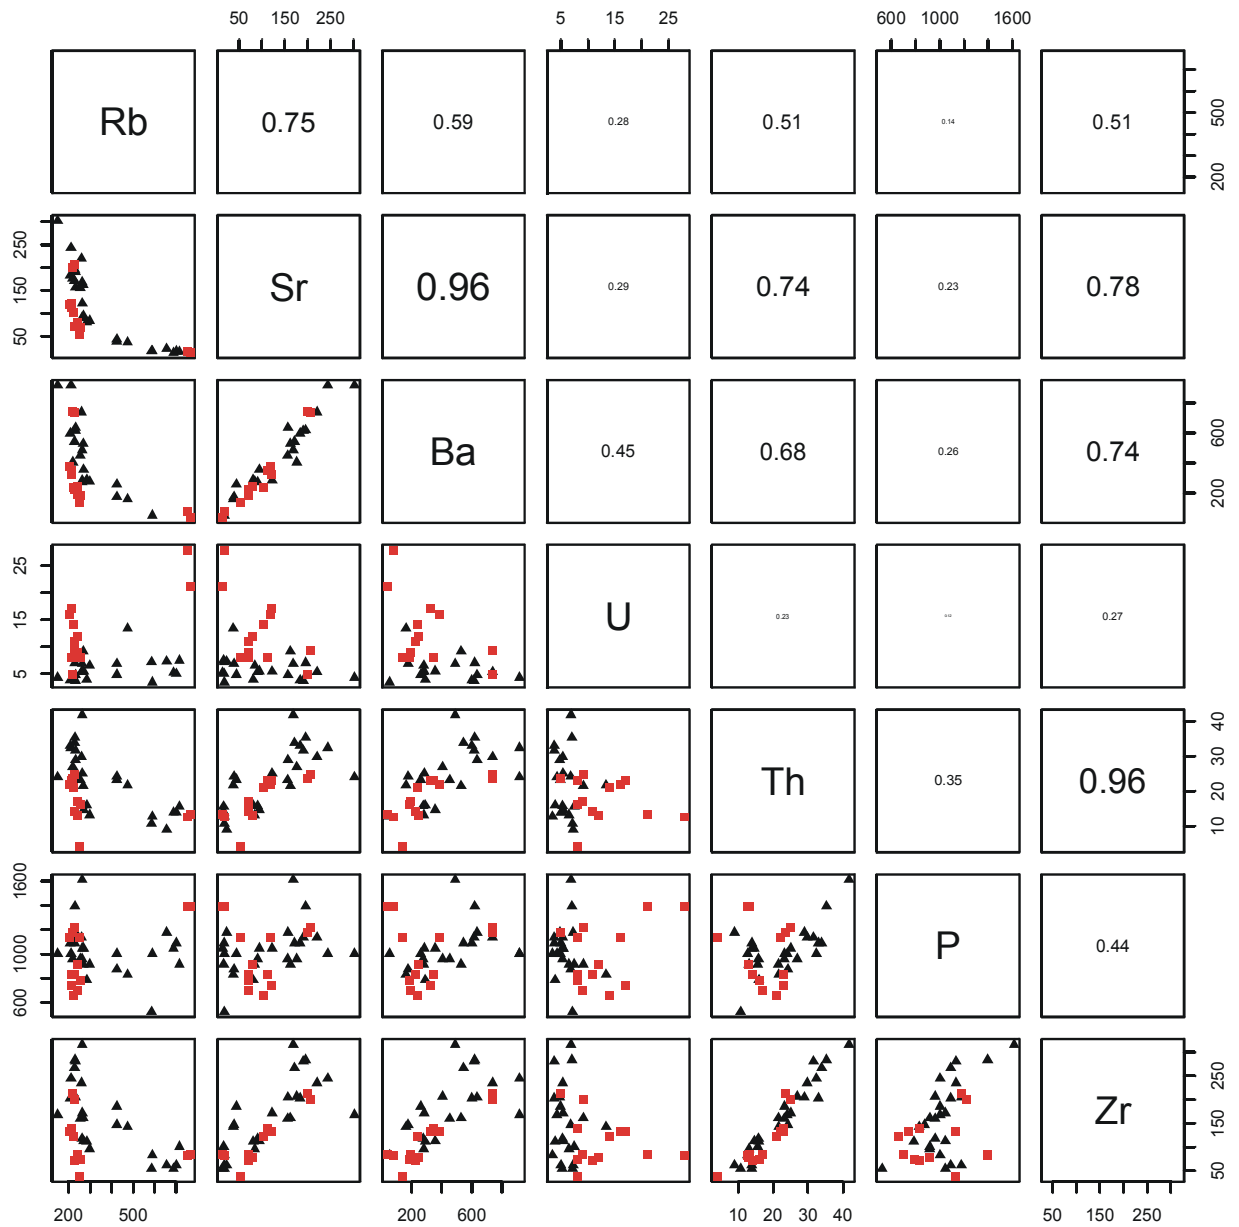 50 150 250 5 15 25 600 1000 1600
Rb 0.75 0.59 0.28 0.51 0.14 0.51 200 500
50 150 250 Sr 0.96 0.29 0.74 0.23 0.78
Ba 0.45 0.68 0.26 0.74 200 600
5 15 25 U 0.23 0.27
Th 0.35 0.96 10 20 30 40
600 1000 1600 P 0.44
Zr 50 150 250
200 500 200 600 10 20 30 40 50 150 250